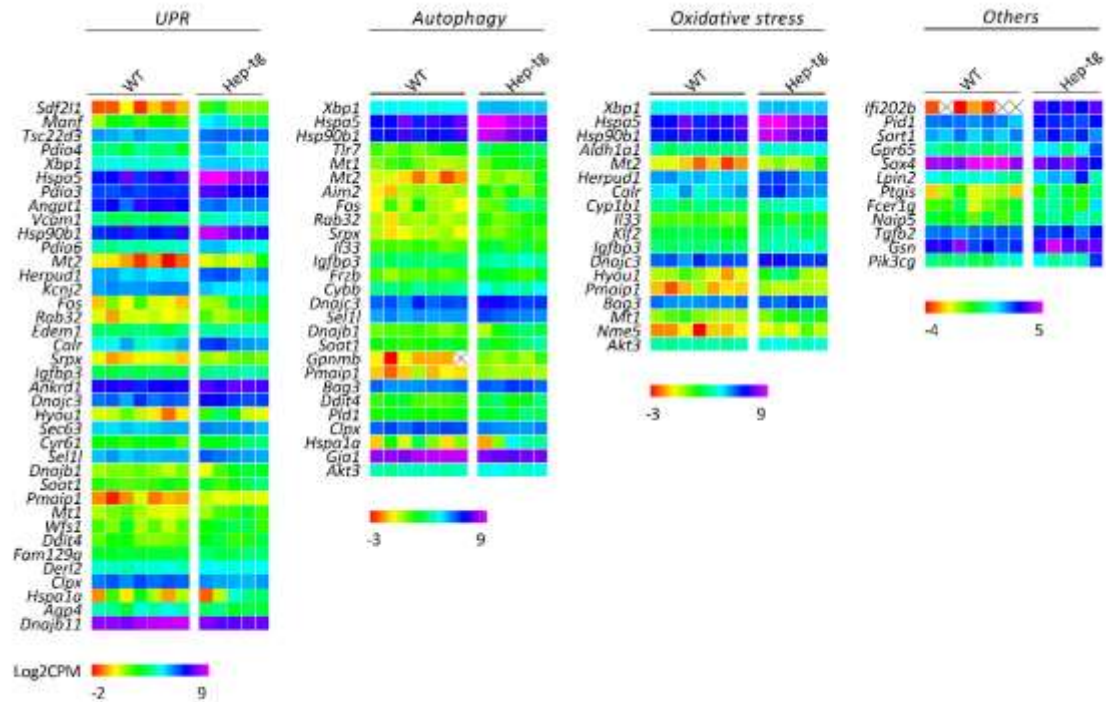 UPR
WT
Hep-tg
Sdf2l1
Manf
Tsc22d3
Pdia4
Xbp1
Hspa5
Pdia3
Angpt1
Vcam1
Hsp90b1
Pdia6
Mt2
Herpud1
Kcnj2
Fos
Rab32
Edem1
Calr
Srpx
Igfbp3
Ankrd1
Dnajc3
Hyou1
Sec63
Cyr61
Sel1l
Dnajb1
Soat1
Pmaip1
Mt1
Wfs1
Ddit4
Fam129a
Derl2
Clpx
Hspa1a
Aqp4
Dnajb11
Log2CPM
-2 9
Autophagy
WT
Hep-tg
Xbp1
Hspa5
Hsp90b1
Tlr7
Mt1
Mt2
Aim2
Fos
Rab32
Srpx
Il33
Igfbp3
Frzb
Cybb
Dnajc3
Sel1l
Dnajb1
Soat1
Gpnmb
Pmaip1
Bag3
Ddit4
Pld1
Clpx
Hspa1a
Gja1
Akt3
-3 9
Oxidative stress
WT
Hep-tg
Xbp1
Hspa5
Hsp90b1
Aldh1a1
Mt2
Herpud1
Calr
Cyp1b1
Il33
Klf2
Igfbp3
Dnajc3
Hyou1
Pmaip1
Bag3
Mt1
Nme5
Akt3
-3 9
Others
WT
Hep-tg
Ifi202b
Pid1
Sort1
Gpr65
Sox4
Lpin2
Ptgis
Fcer1g
Naip5
Tgfb2
Gsn
Pik3cg
-4 5